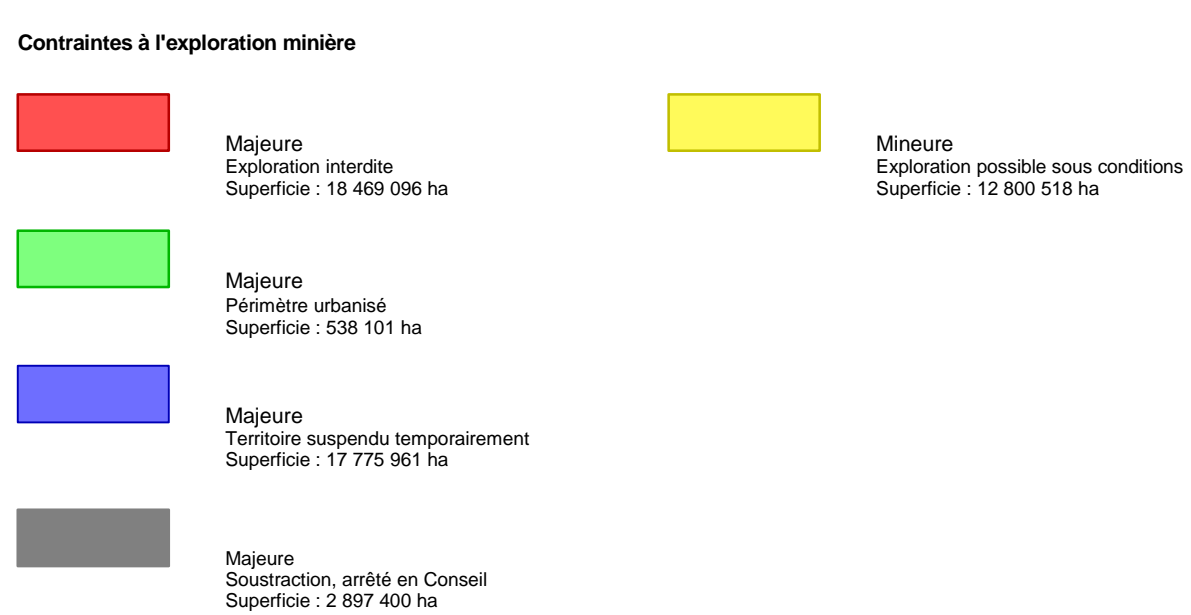 Contraintes à l'exploration minière
Majeure
Exploration interdite
Superficie : 18 469 096 ha
Mineure
Exploration possible sous conditions
Superficie : 12 800 518 ha
Majeure
Périmètre urbanisé
Superficie : 538 101 ha
Majeure
Territoire suspendu temporairement
Superficie : 17 775 961 ha
Majeure
Soustraction, arrêté en Conseil
Superficie : 2 897 400 ha